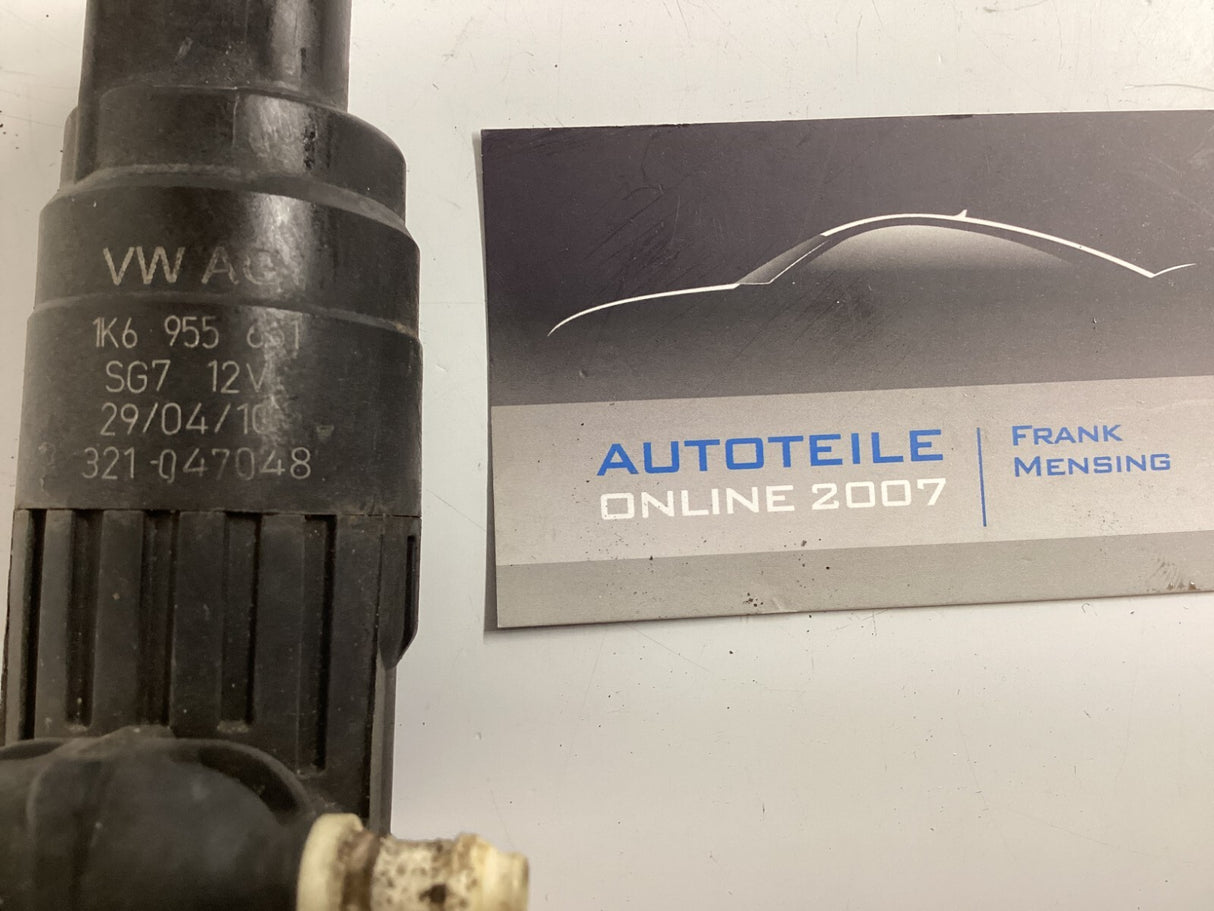 VW AG
1K6 955 651
SG7 12V
29/04/10
321-047048
AUTOTEILE
ONLINE 2007
FRANK
MENSING